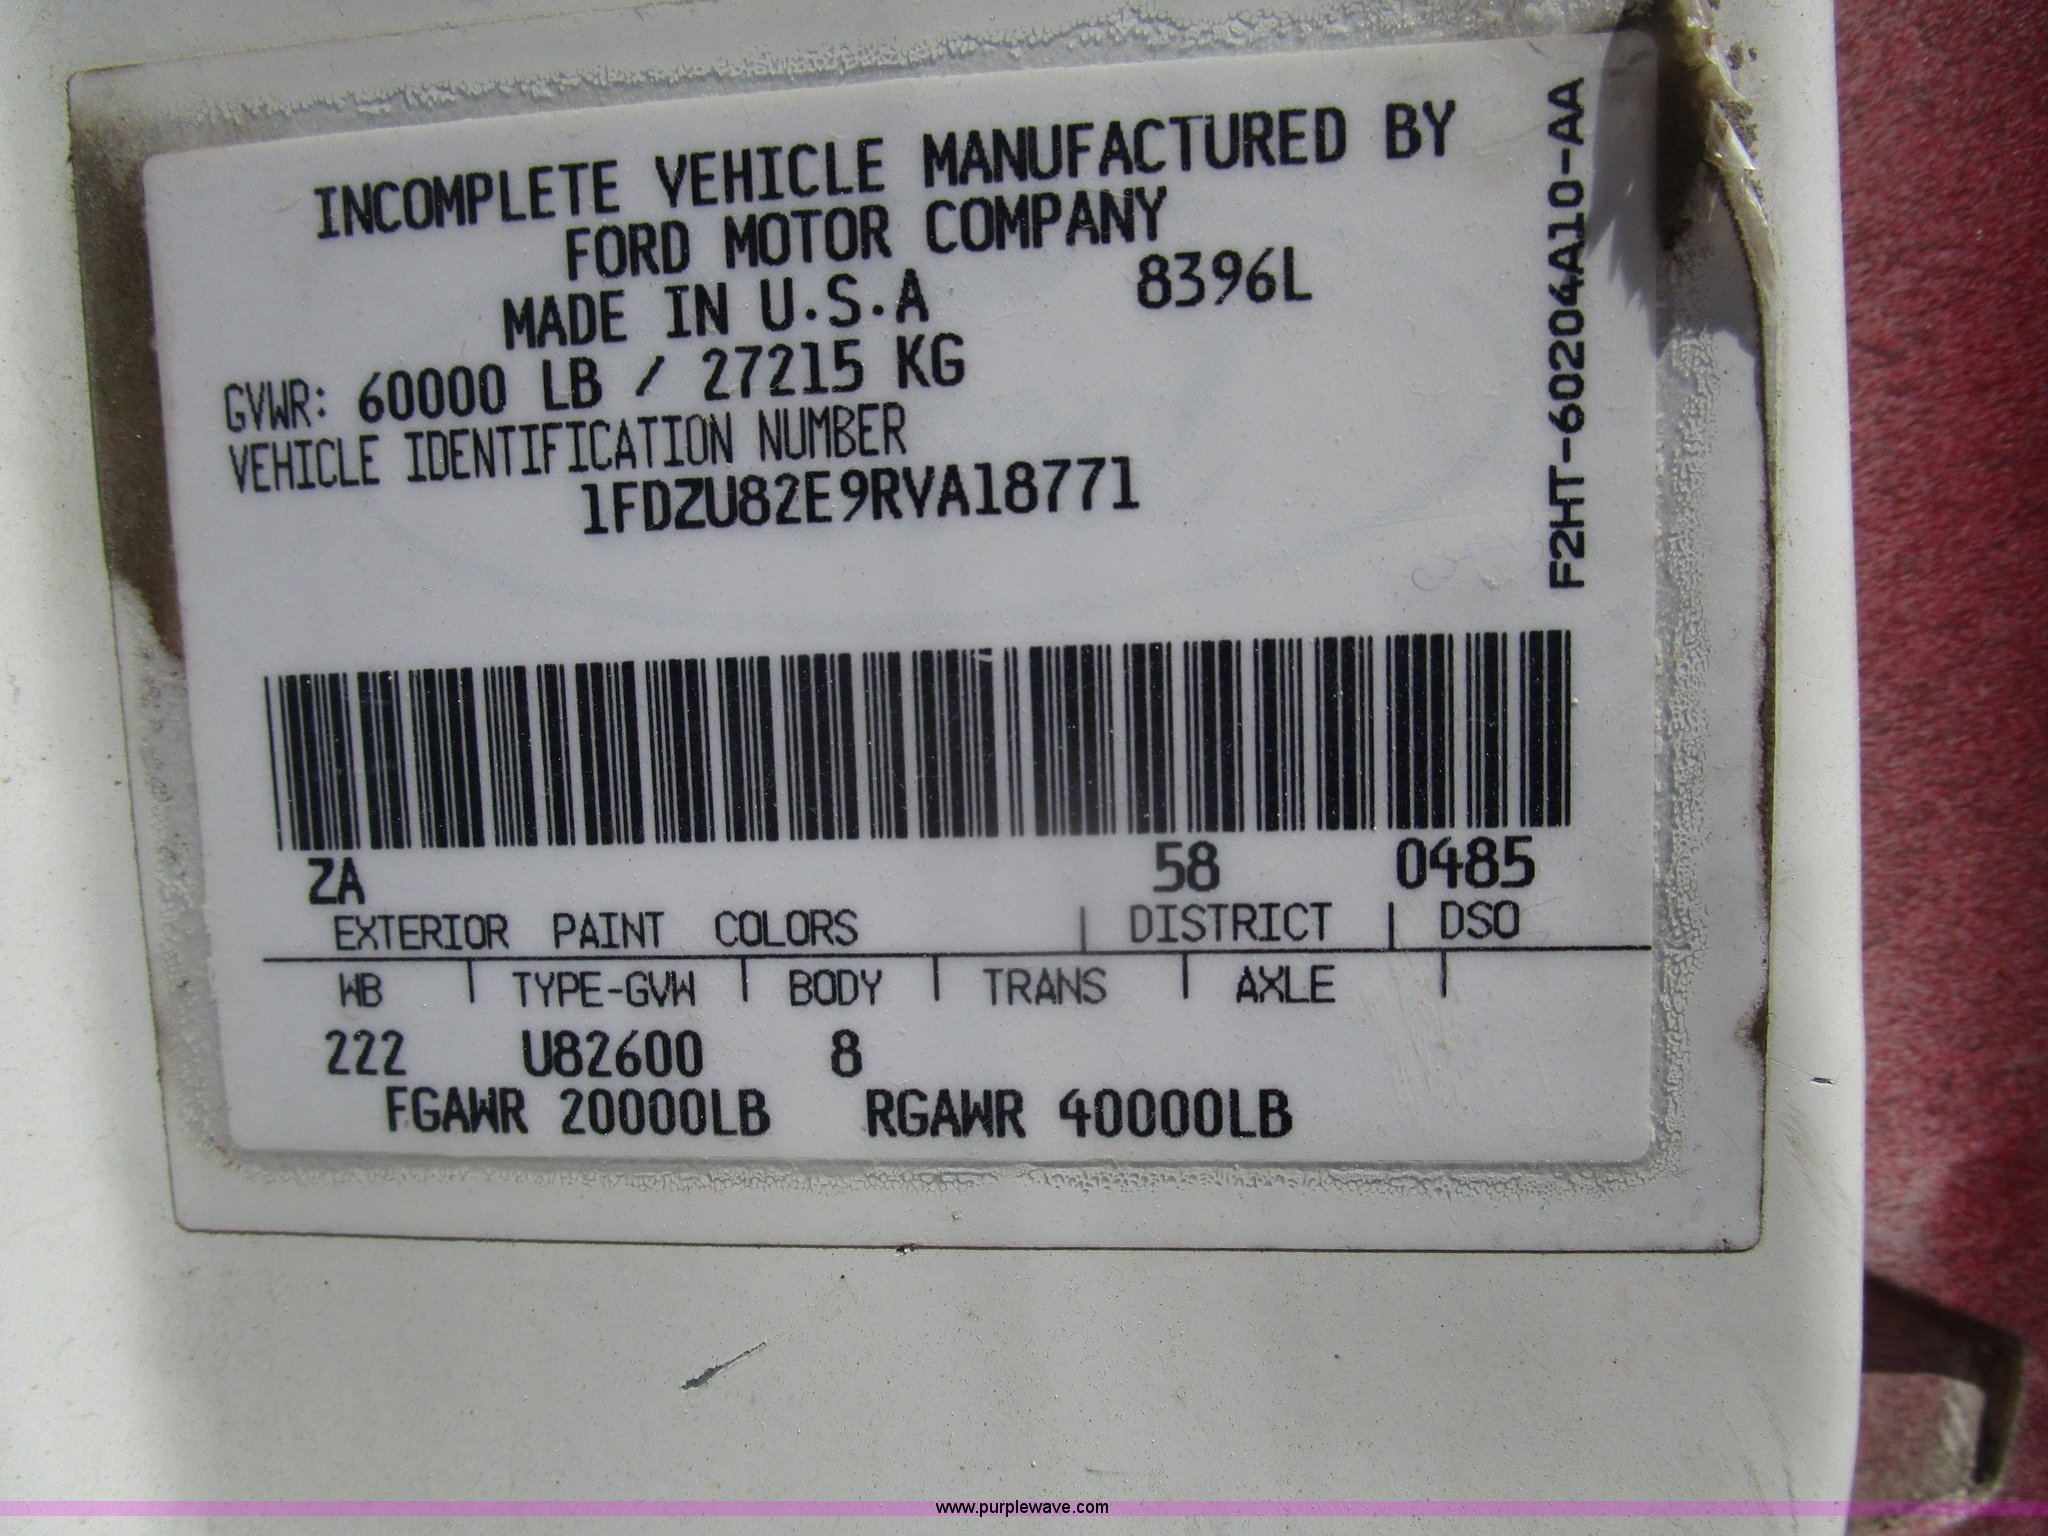 INCOMPLETE VEHICLE MANUFACTURED BY
FORD MOTOR COMPANY
MADE IN U.S.A 8396L
GVWR: 60000 LB / 27215 KG
VEHICLE IDENTIFICATION NUMBER
1FDZU82E9RVA18771
F2HT-60204A10-AA
ZA 58 0485
EXTERIOR PAINT COLORS | DISTRICT | DSO
WB | TYPE-GVW | BODY | TRANS | AXLE |
222 U82600 8
FGAWR 20000LB RGAWR 40000LB
www.purplewave.com